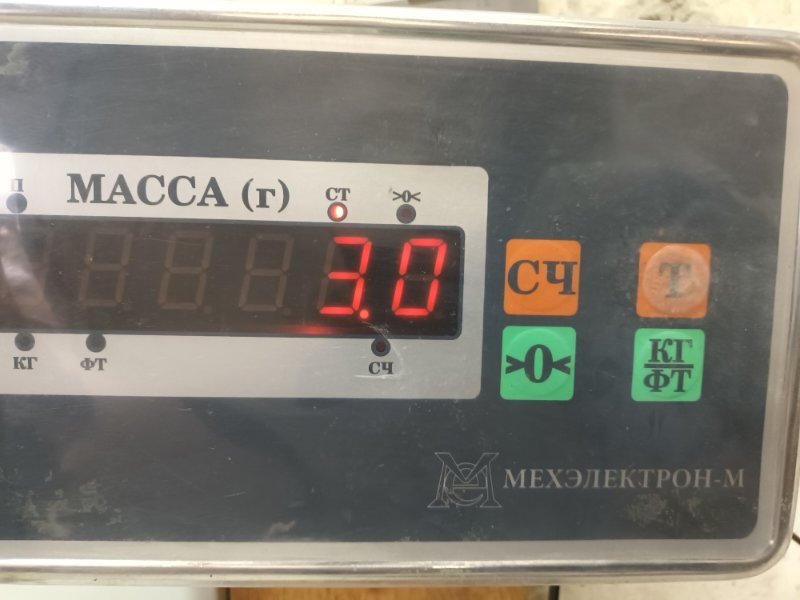 П
МАССА (г)
СТ
>0<
3.0
КГ
ФТ
СЧ
СЧ
Т
>0<
КГ
ФТ
МЕХЭЛЕКТРОН-М